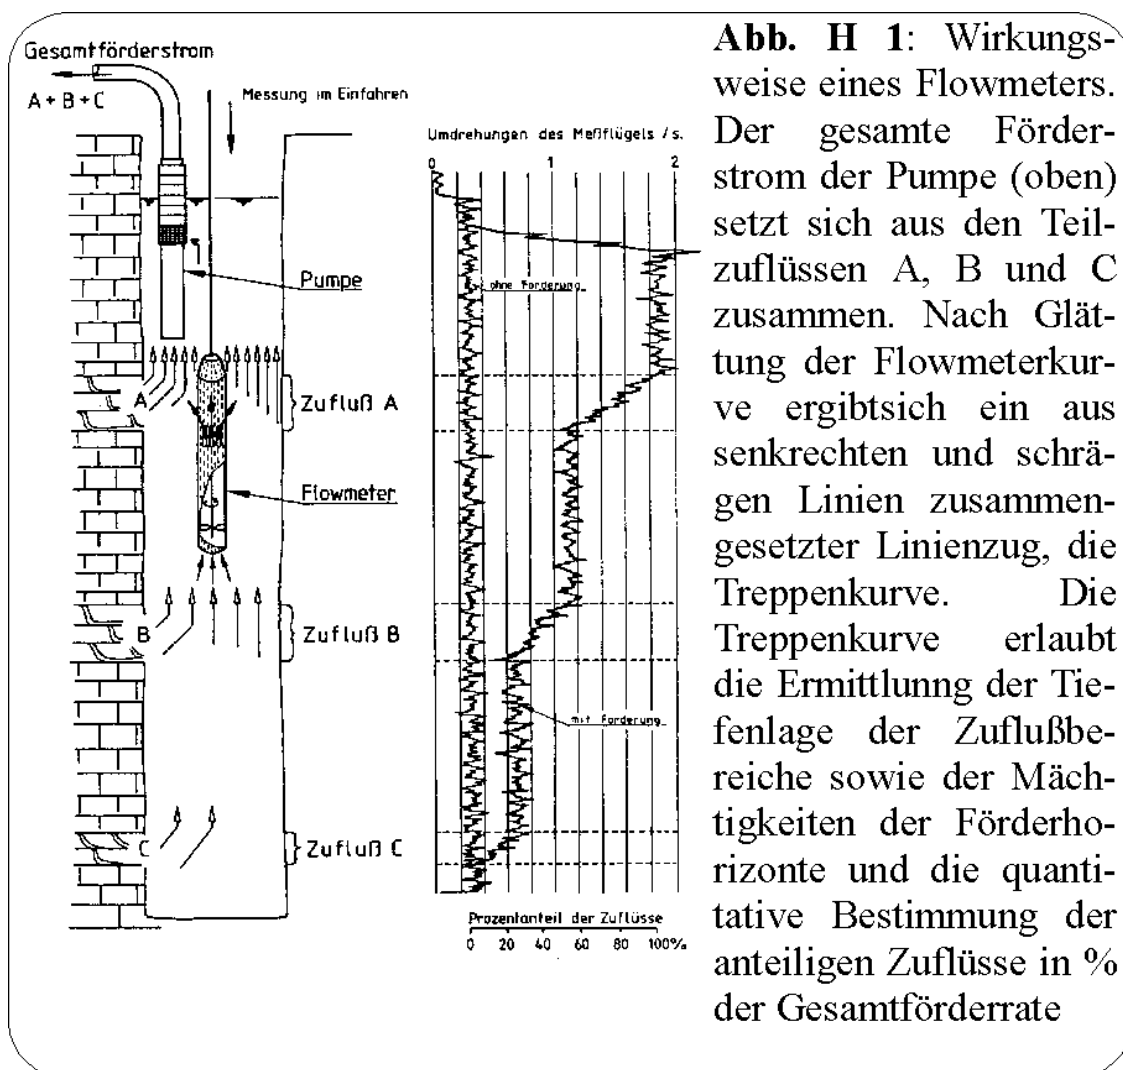 Gesamtförderstrom
A + B + C
Messung im Einfahren
Umdrehungen des Meßflügels / s.
0 1 2
ohne Förderung
Pumpe
A
Zufluß A
Flowmeter
B
Zufluß B
mit Förderung
C
Zufluß C
Prozentanteil der Zuflüsse
0 20 40 60 80 100%
Abb. H 1: Wirkungs-
weise eines Flowmeters.
Der gesamte Förder-
strom der Pumpe (oben)
setzt sich aus den Teil-
zuflüssen A, B und C
zusammen. Nach Glät-
tung der Flowmeterkur-
ve ergibtsich ein aus
senkrechten und schrä-
gen Linien zusammen-
gesetzter Linienzug, die
Treppenkurve. Die
Treppenkurve erlaubt
die Ermittlunng der Tie-
fenlage der Zuflußbe-
reiche sowie der Mäch-
tigkeiten der Förderho-
rizonte und die quanti-
tative Bestimmung der
anteiligen Zuflüsse in %
der Gesamtförderrate